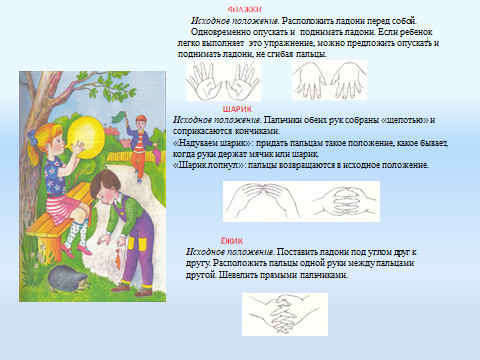 ФЛАЖКИ
Исходное положение. Расположить ладони перед собой.
Одновременно опускать и поднимать ладони. Если ребенок
легко выполняет это упражнение, можно предложить опускать и
поднимать ладони, не сгибая пальцы.
ШАРИК
Исходное положение. Пальчики обеих рук собраны «щепотью» и
соприкасаются кончиками.
«Надуваем шарик»: придать пальцам такое положение, какое бывает,
когда руки держат мячик или шарик.
«Шарик лопнул»: пальцы возвращаются в исходное положение.
ЁЖИК
Исходное положение. Поставить ладони под углом друг к
другу. Расположить пальцы одной руки между пальцами
другой. Шевелить прямыми пальчиками.